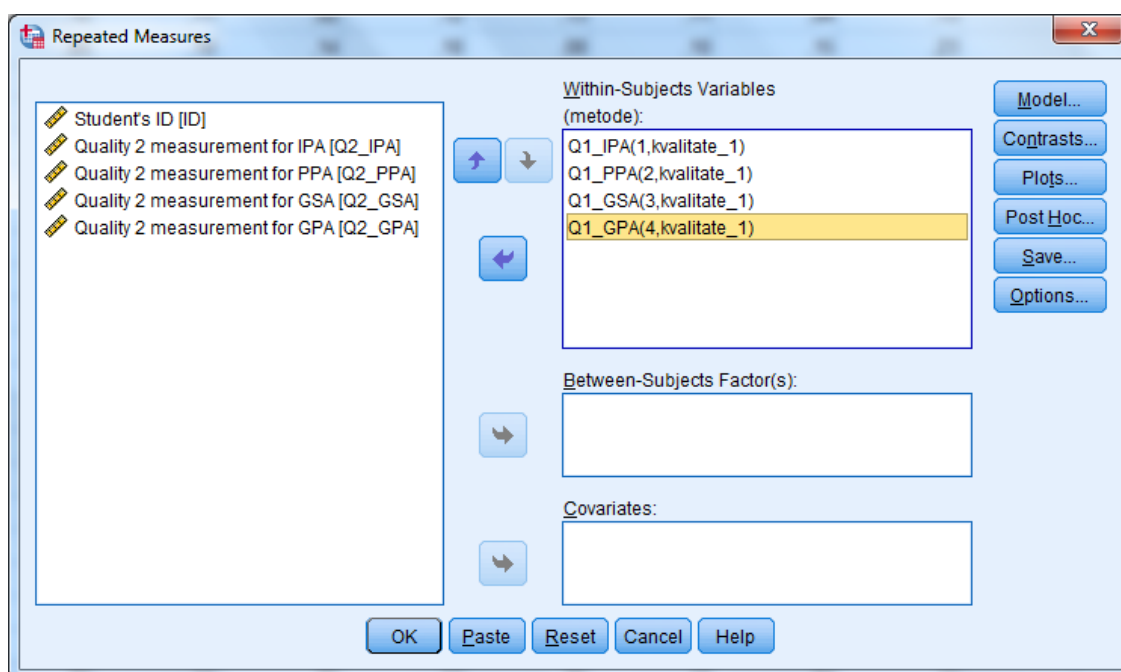 Repeated Measures
Student's ID [ID]
Quality 2 measurement for IPA [Q2_IPA]
Quality 2 measurement for PPA [Q2_PPA]
Quality 2 measurement for GSA [Q2_GSA]
Quality 2 measurement for GPA [Q2_GPA]
Within-Subjects Variables
(metode):
Q1_IPA(1,kvalitate_1)
Q1_PPA(2,kvalitate_1)
Q1_GSA(3,kvalitate_1)
Q1_GPA(4,kvalitate_1)
Between-Subjects Factor(s):
Covariates:
Model...
Contrasts...
Plots...
Post Hoc...
Save...
Options...
OK Paste Reset Cancel Help